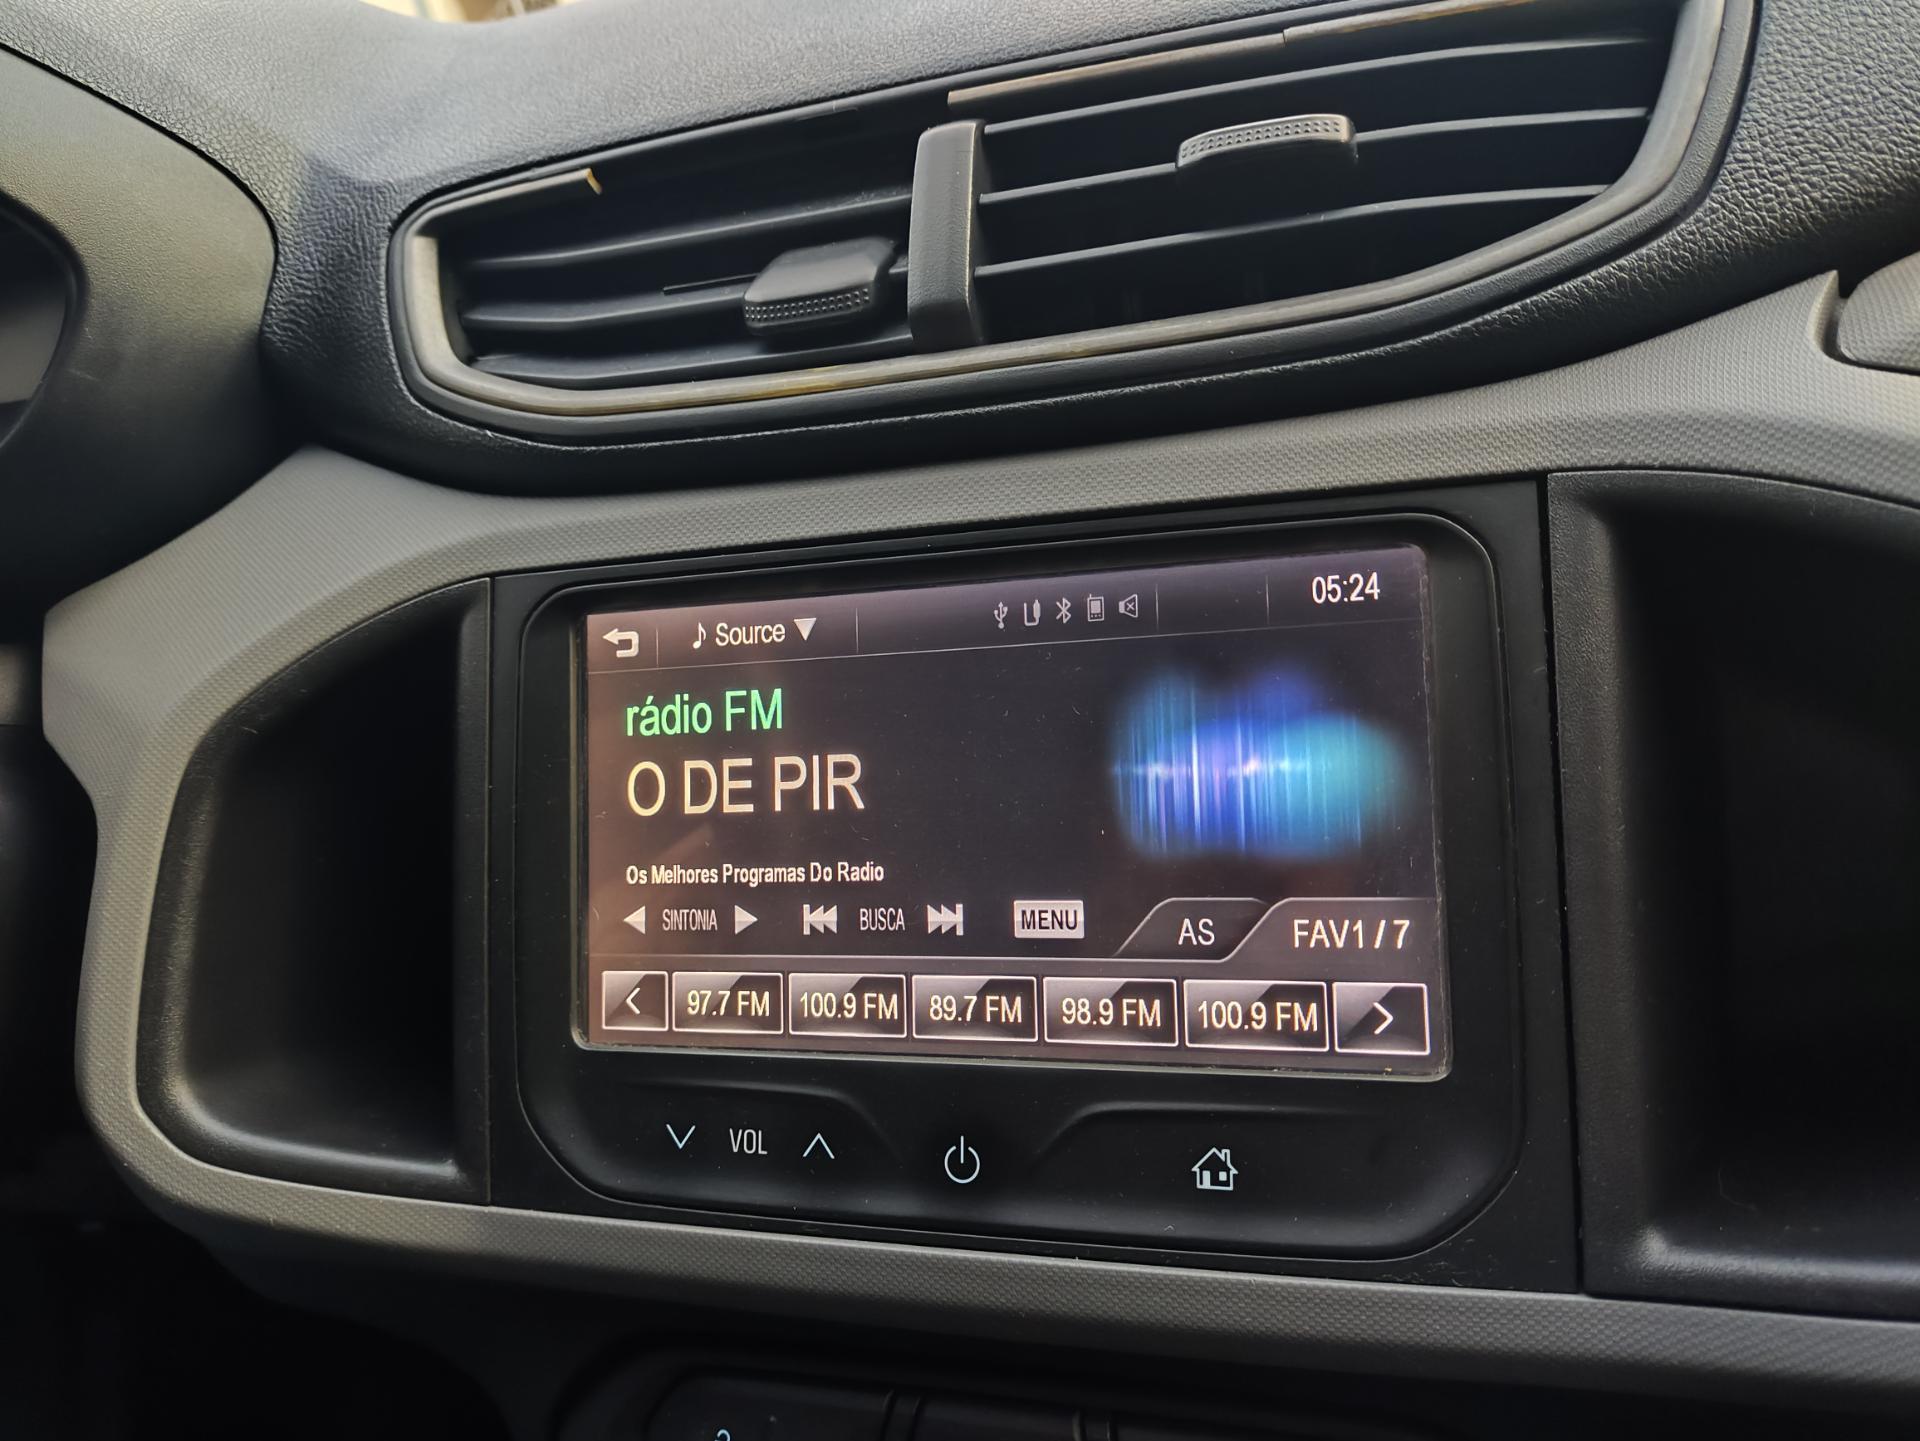 Source
05:24
rádio FM
O DE PIR
Os Melhores Programas Do Radio
SINTONIA
BUSCA
MENU
AS
FAV1 / 7
97.7 FM
100.9 FM
89.7 FM
98.9 FM
100.9 FM
VOL